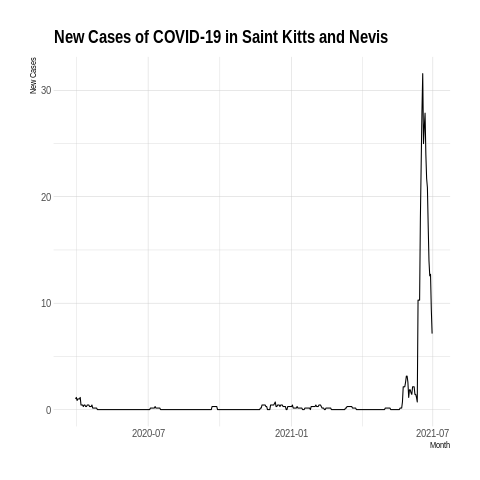 New Cases of COVID-19 in Saint Kitts and Nevis
New Cases
30
20
10
0
2020-07
2021-01
2021-07
Month